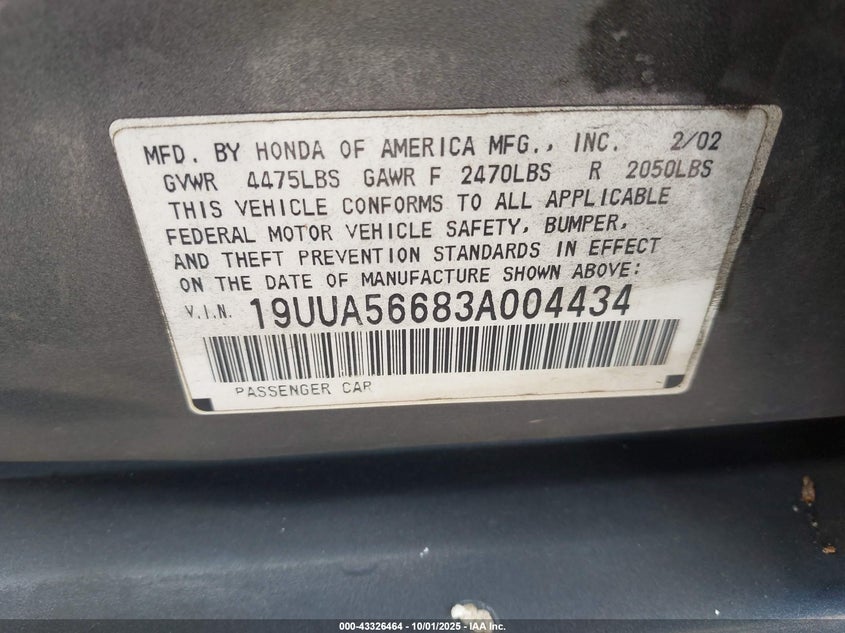 MFD. BY HONDA OF AMERICA MFG., INC. 2/02
GVWR 4475LBS GAWR F 2470LBS R 2050LBS
THIS VEHICLE CONFORMS TO ALL APPLICABLE
FEDERAL MOTOR VEHICLE SAFETY, BUMPER,
AND THEFT PREVENTION STANDARDS IN EFFECT
ON THE DATE OF MANUFACTURE SHOWN ABOVE:
V.I.N. 19UUA56683A004434
PASSENGER CAR
000-43326464 - 10/01/2025 - IAA Inc.